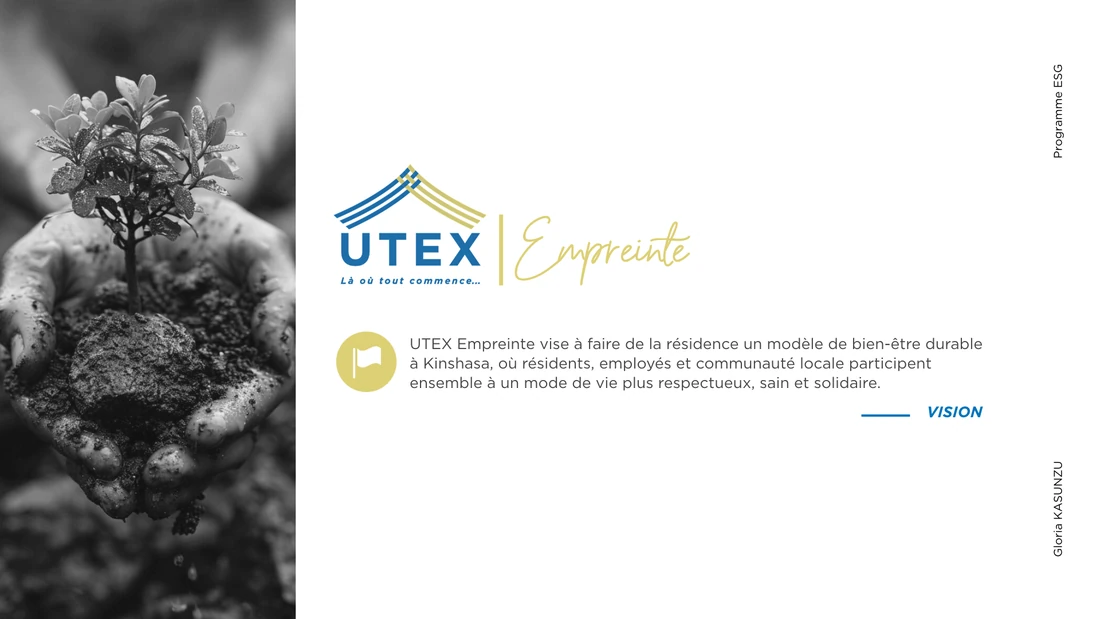 Programme ESG
UTEX
Là où tout commence...
Empreinte
UTEX Empreinte vise à faire de la résidence un modèle de bien-être durable
à Kinshasa, où résidents, employés et communauté locale participent
ensemble à un mode de vie plus respectueux, sain et solidaire.
VISION
Gloria KASUNZU